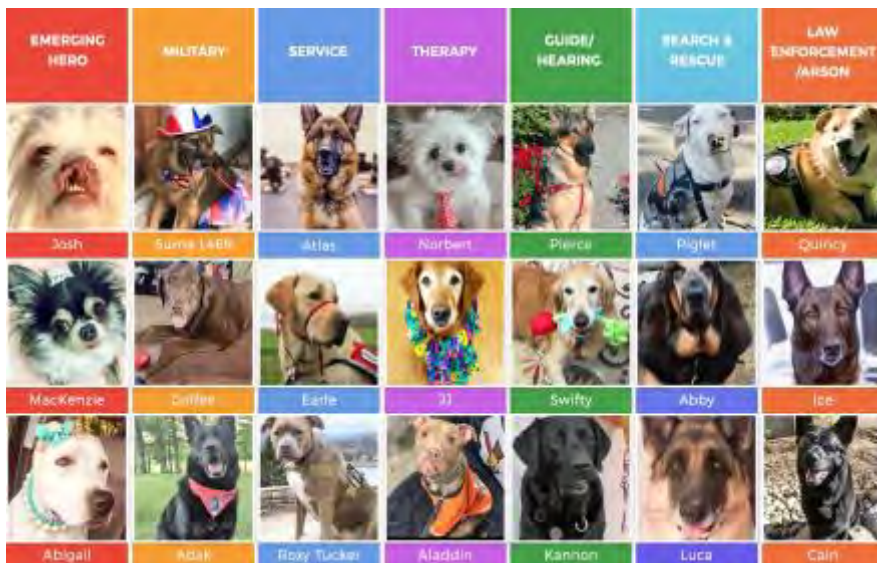 EMERGING
HERO
MILITARY
SERVICE
THERAPY
GUIDE/
HEARING
SEARCH &
RESCUE
LAW
ENFORCEMENT
/ARSON
Josh
Atlas
Norbert
Pierce
Piglet
Quincy
MacKenzie
Coffee
Earle
JJ
Swifty
Abby
Ice
Abigail
Adak
Roxy Tucker
Aladdin
Kannon
Luca
Cain